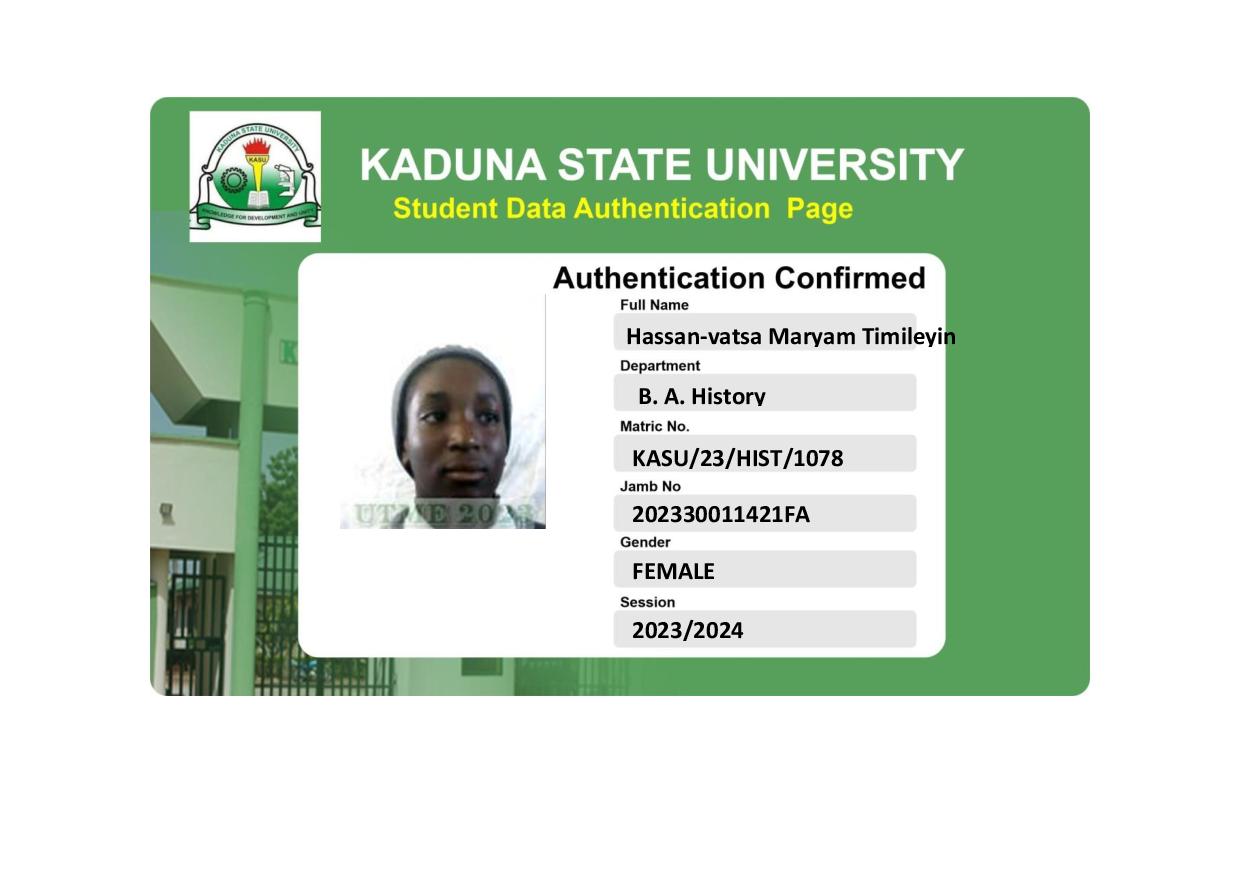 KADUNA STATE UNIVERSITY
KASU
KNOWLEDGE FOR DEVELOPMENT AND UNITY
KADUNA STATE UNIVERSITY
Student Data Authentication Page
Authentication Confirmed
Full Name
Hassan-vatsa Maryam Timileyin
Department
B. A. History
Matric No.
KASU/23/HIST/1078
Jamb No
202330011421FA
Gender
FEMALE
Session
2023/2024
UTME 2023
K